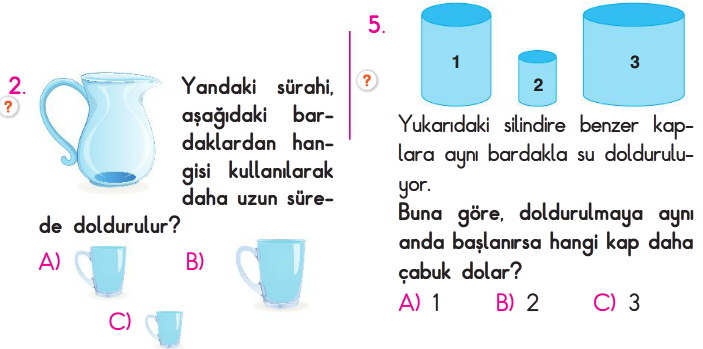 2.
?
Yandaki sürahi,
aşağıdaki bar-
daklardan han-
gisi kullanılarak
daha uzun süre-
de doldurulur?
A)
B)
C)
5.
?
1
2
3
Yukarıdaki silindire benzer kap-
lara aynı bardakla su doldurulu-
yor.
Buna göre, doldurulmaya aynı
anda başlanırsa hangi kap daha
çabuk dolar?
A) 1 B) 2 C) 3